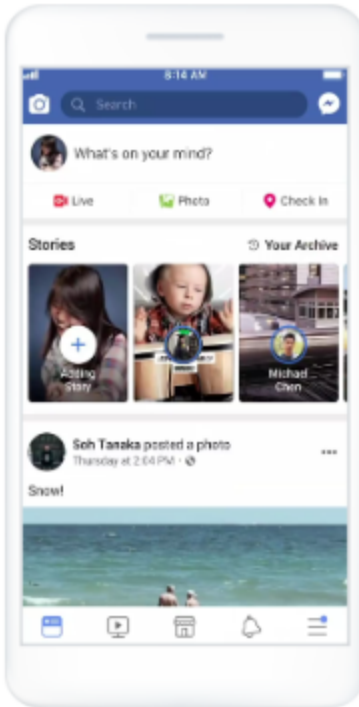 8:14 AM
Search
What's on your mind?
Live
Photo
Check In
Stories
Your Archive
Adding
Story
Michael
Chen
Soh Tanaka posted a photo
Thursday at 2:04 PM ·
Snow!